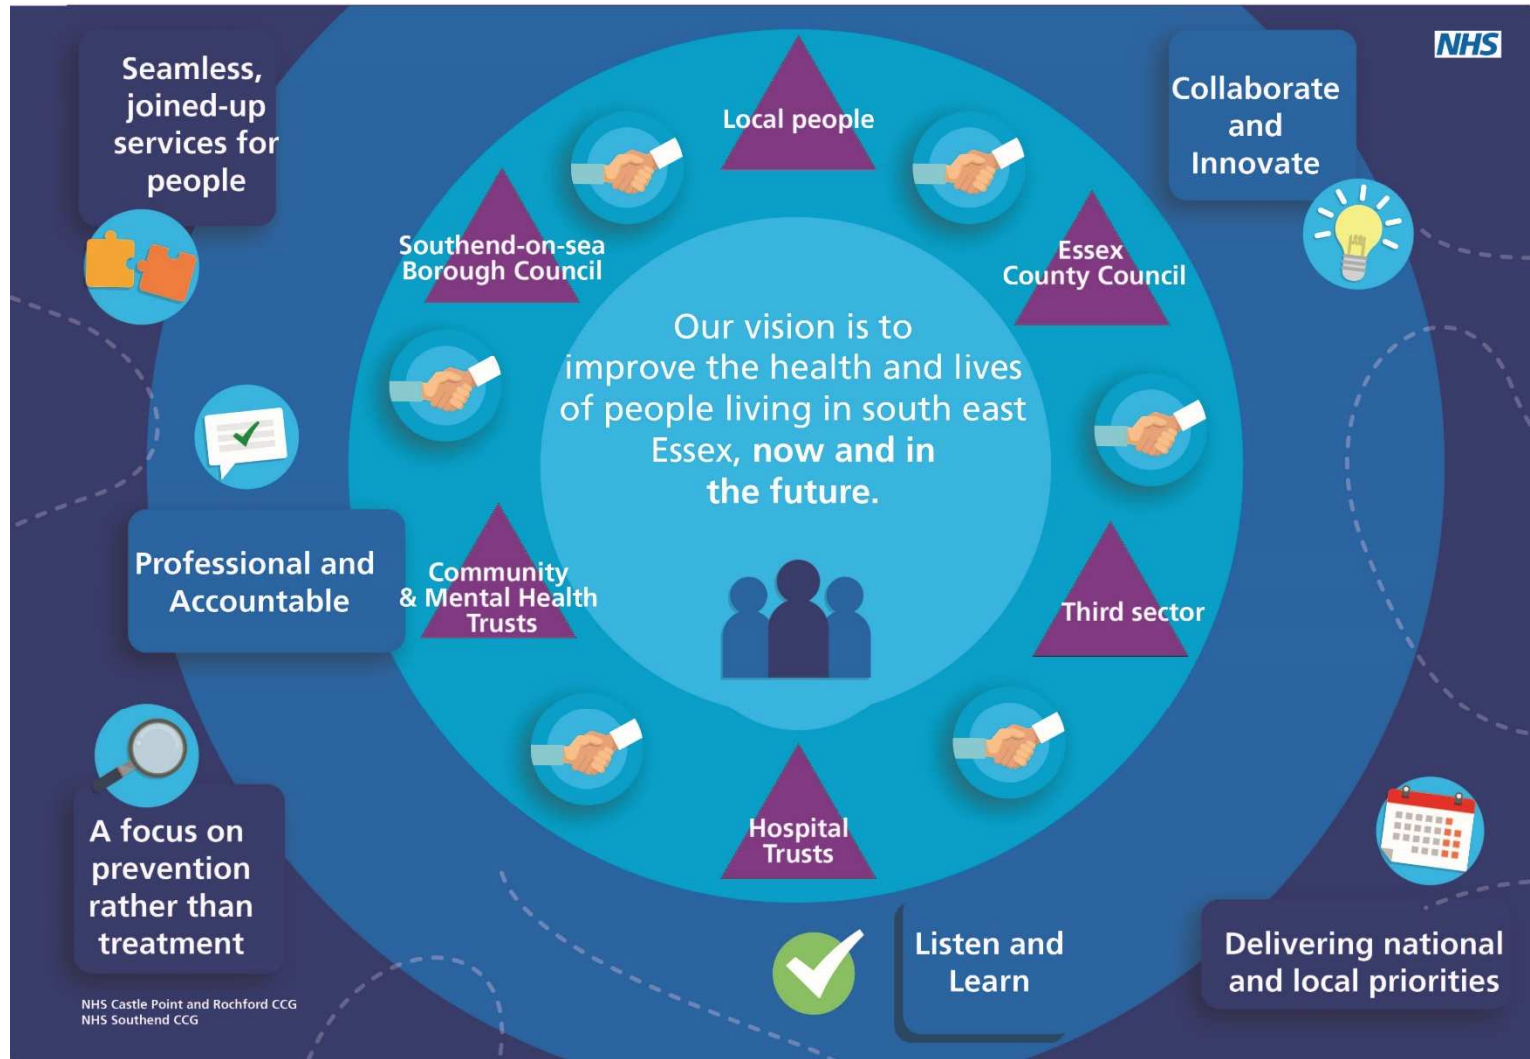 NHS
Seamless,
joined-up
services for
people
Local people
Collaborate
and
Innovate
Southend-on-sea
Borough Council
Essex
County Council
Our vision is to
improve the health and lives
of people living in south east
Essex, now and in
the future.
Professional and
Accountable
Community
& Mental Health
Trusts
Third sector
A focus on
prevention
rather than
treatment
Hospital
Trusts
Listen and
Learn
Delivering national
and local priorities
NHS Castle Point and Rochford CCG
NHS Southend CCG